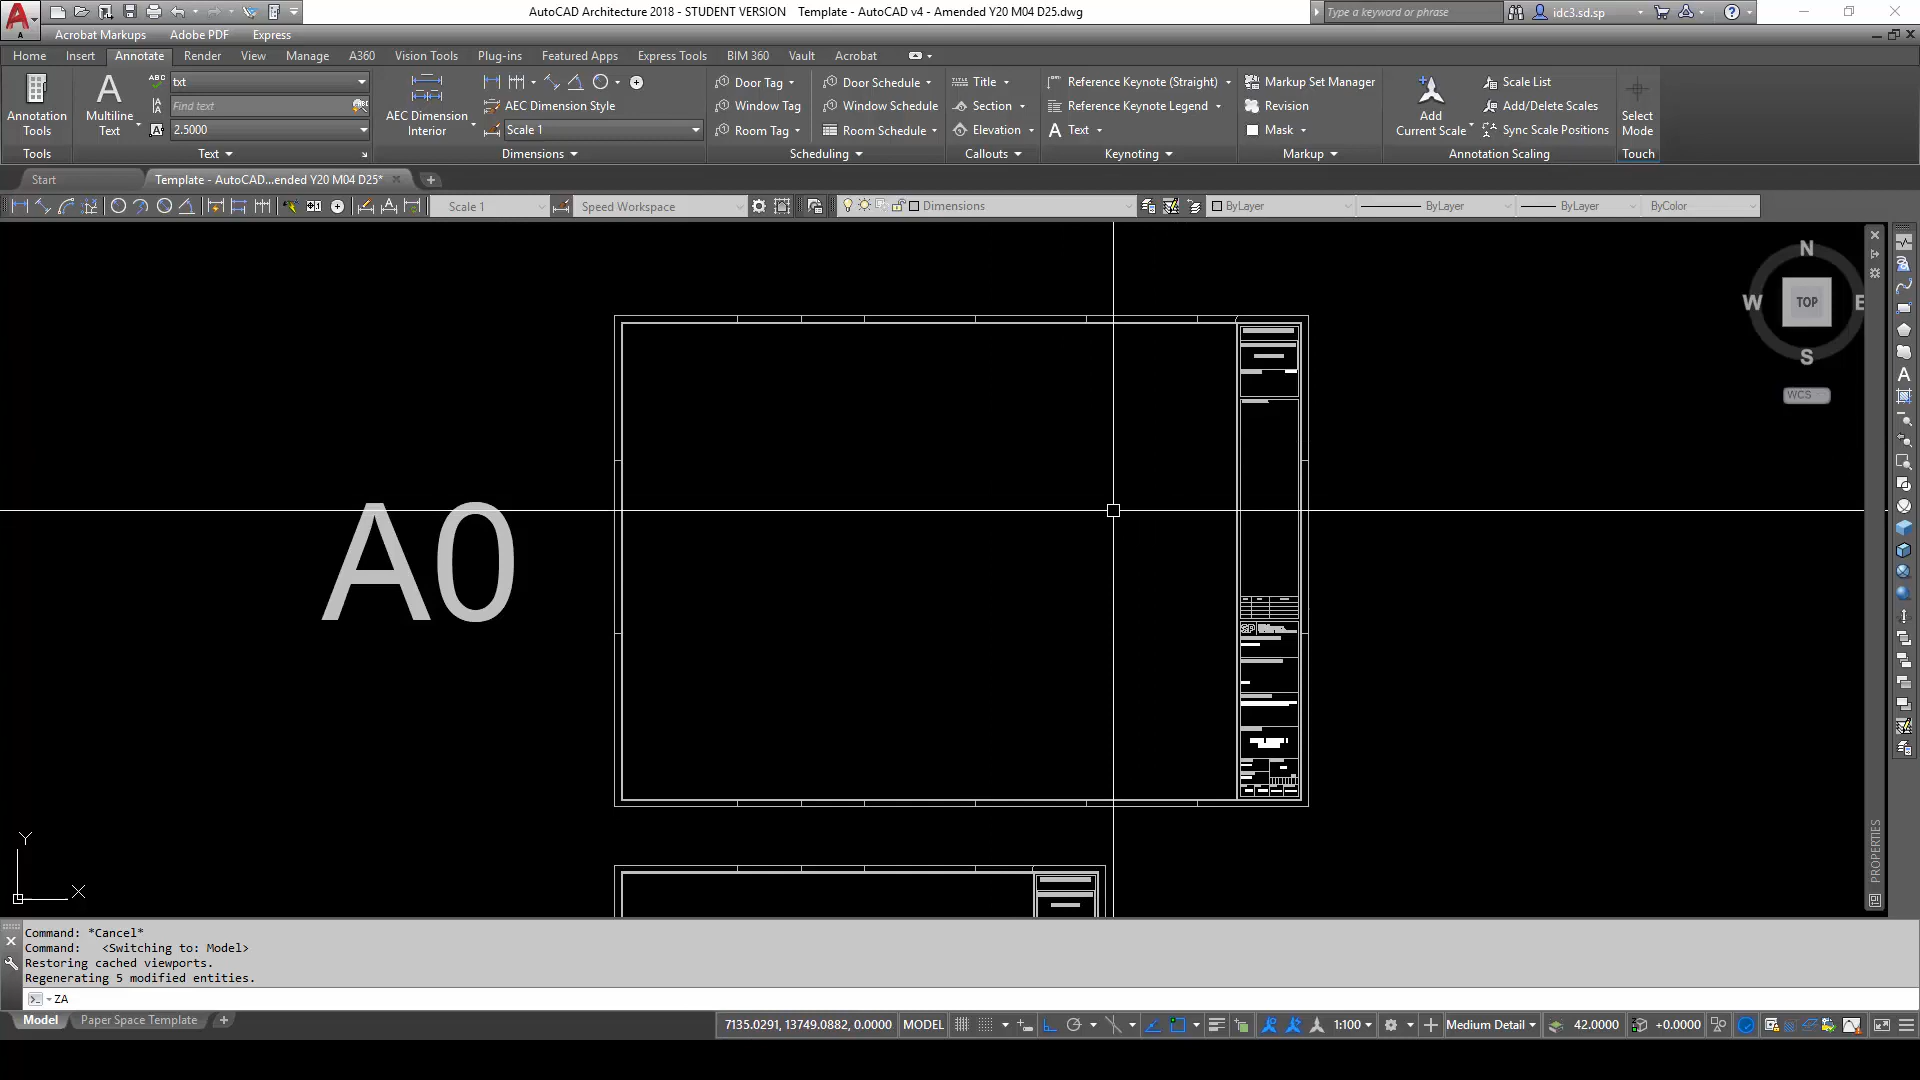 AutoCAD Architecture 2018 - STUDENT VERSION Template - AutoCAD v4 - Amended Y20 M04 D25.dwg
Type a keyword or phrase
idc3.sd.sp
Acrobat Markups Adobe PDF Express
Home Insert Annotate Render View Manage A360 Vision Tools Plug-ins Featured Apps Express Tools BIM 360 Vault Acrobat
Annotation Tools
Tools
Multiline Text
ABC
txt
Find text
2.5000
Text
AEC Dimension Interior
AEC Dimension Style
Scale 1
Dimensions
Door Tag Door Schedule
Window Tag Window Schedule
Room Tag Room Schedule
Scheduling
TITLE Title
Section
Elevation
Callouts
Reference Keynote (Straight)
Reference Keynote Legend
A Text
Keynoting
Markup Set Manager
Revision
Mask
Markup
Add Current Scale
Scale List
Add/Delete Scales
Sync Scale Positions
Annotation Scaling
Select Mode
Touch
Start Template - AutoCAD...ended Y20 M04 D25*
Scale 1 Speed Workspace Dimensions ByLayer ByLayer ByLayer ByColor
N
W TOP E
S
WCS
A0
Y
X
PROPERTIES
Command: *Cancel*
Command: <Switching to: Model>
Restoring cached viewports.
Regenerating 5 modified entities.
ZA
Model Paper Space Template +
7135.0291, 13749.0882, 0.0000 MODEL 1:100 Medium Detail 42.0000 +0.0000